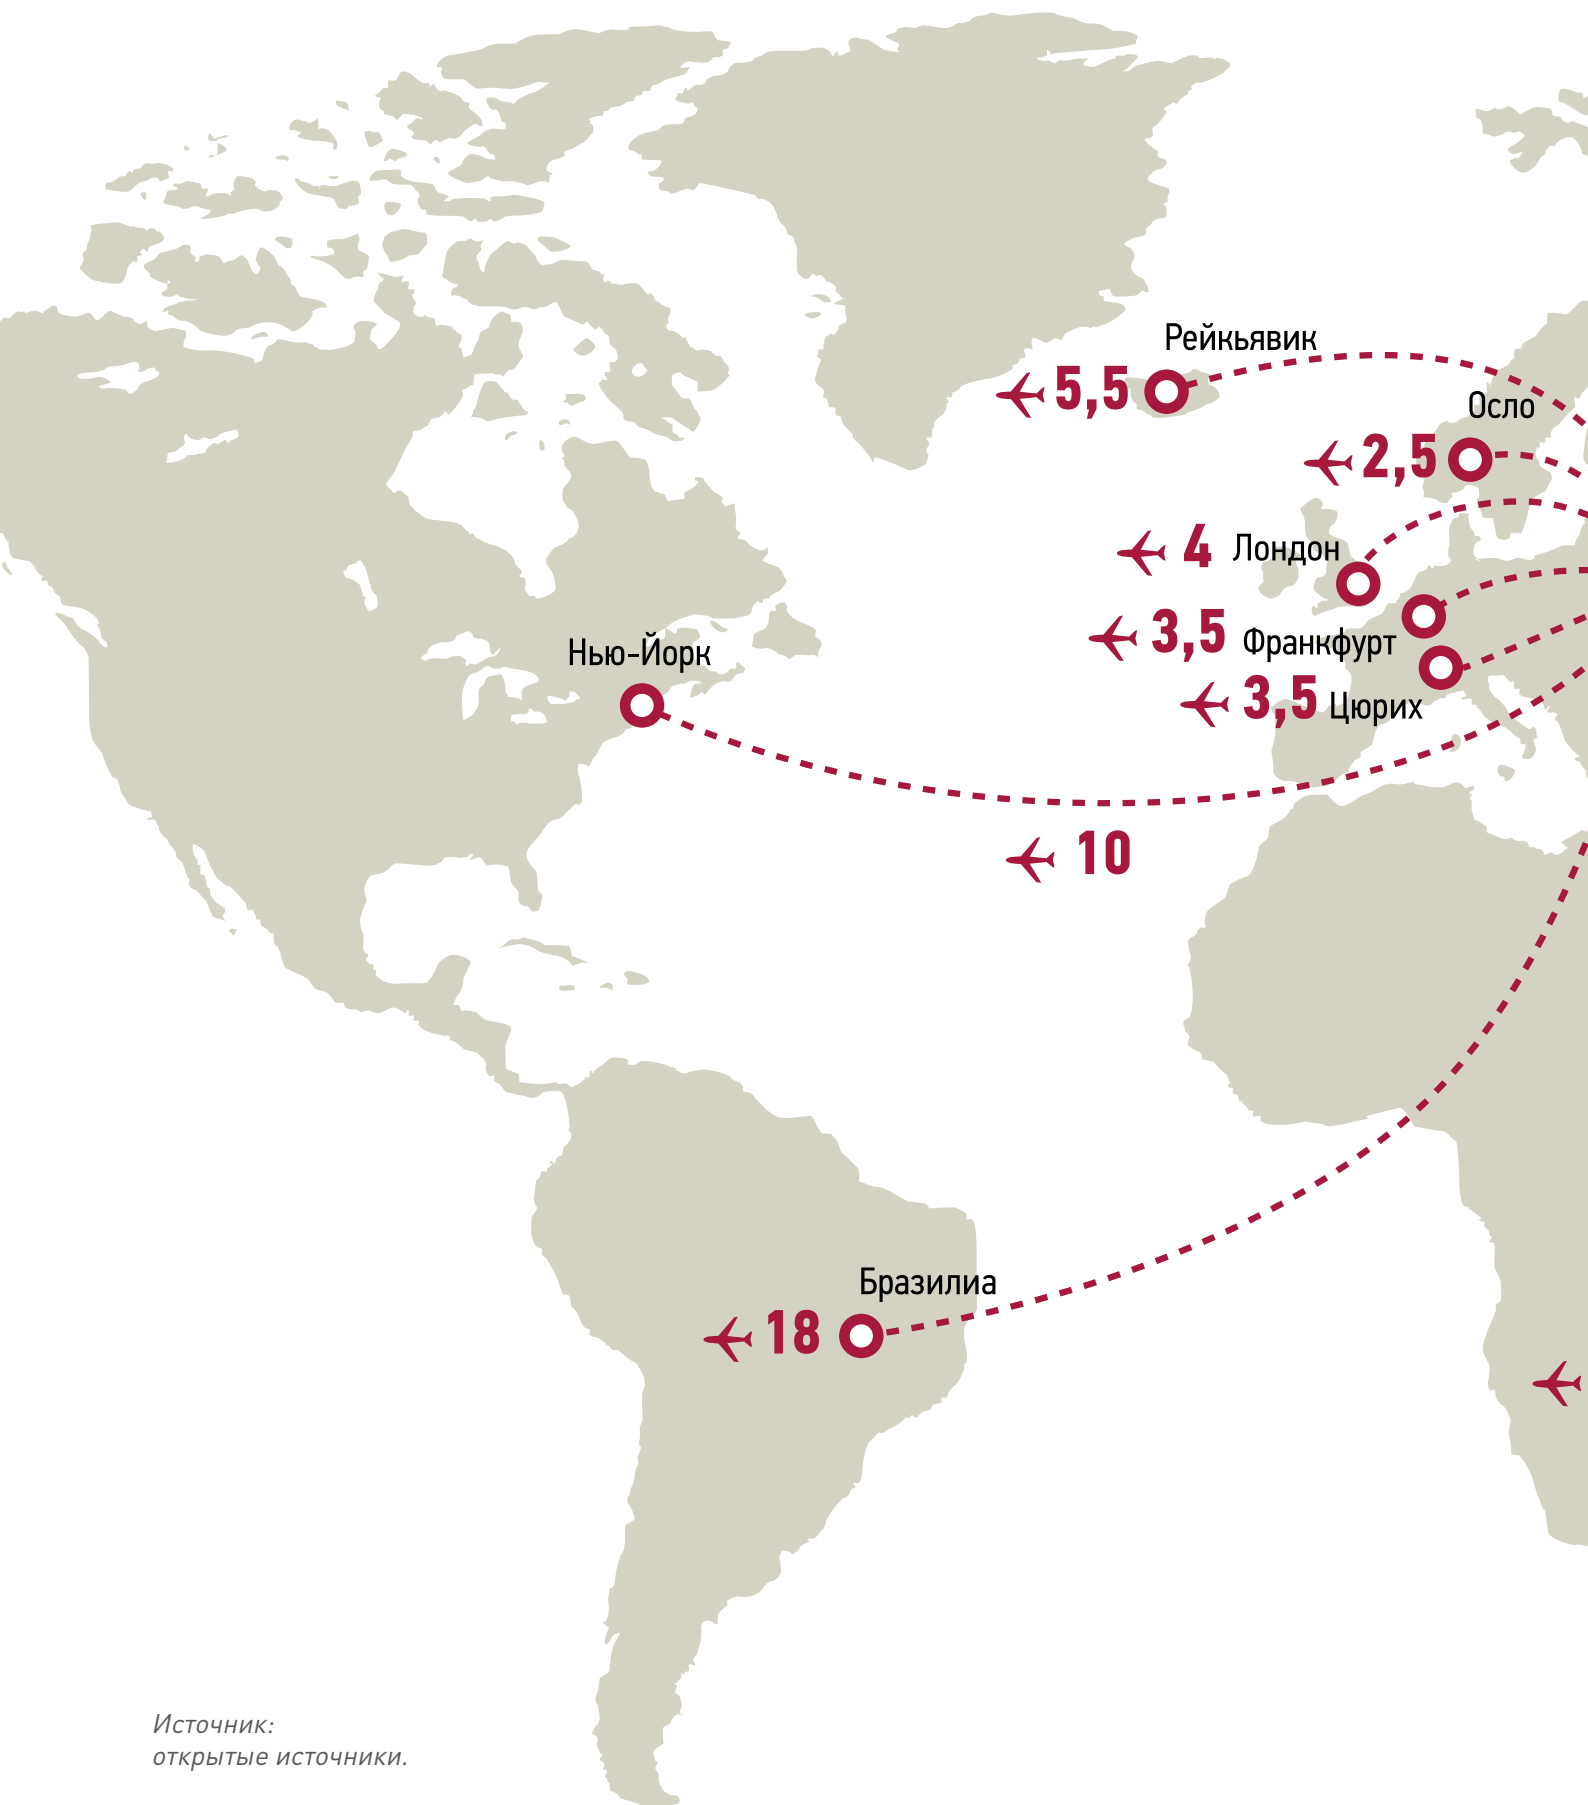 Рейкьявик
5,5
Осло
2,5
4 Лондон
3,5 Франкфурт
3,5 Цюрих
Нью-Йорк
10
Бразилиа
18
Источник:
открытые источники.